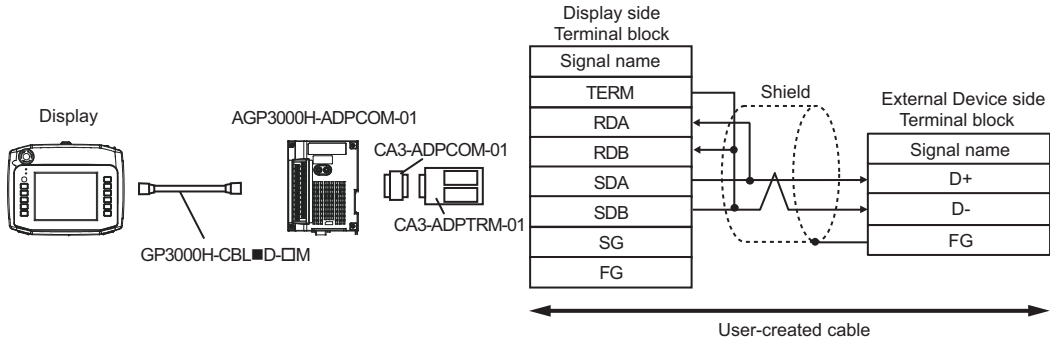 Display
AGP3000H-ADPCOM-01
CA3-ADPCOM-01
CA3-ADPTRM-01
GP3000H-CBL■D-□M
Display side
Terminal block
Signal name
TERM
RDA
RDB
SDA
SDB
SG
FG
Shield
External Device side
Terminal block
Signal name
D+
D-
FG
User-created cable